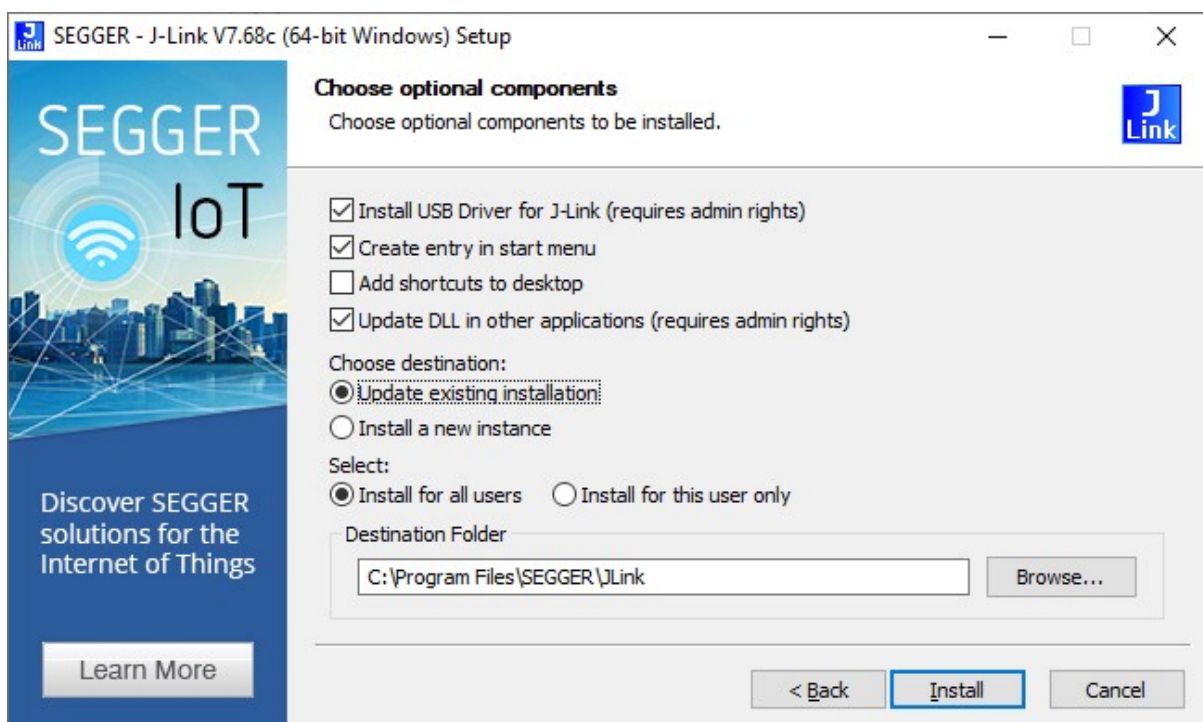 J
Link
SEGGER - J-Link V7.68c (64-bit Windows) Setup
SEGGER
IoT
Discover SEGGER
solutions for the
Internet of Things
Learn More
Choose optional components
Choose optional components to be installed.
J
Link
Install USB Driver for J-Link (requires admin rights)
Create entry in start menu
Add shortcuts to desktop
Update DLL in other applications (requires admin rights)
Choose destination:
Update existing installation
Install a new instance
Select:
Install for all users Install for this user only
Destination Folder
C:\Program Files\SEGGER\JLink Browse...
< Back Install Cancel